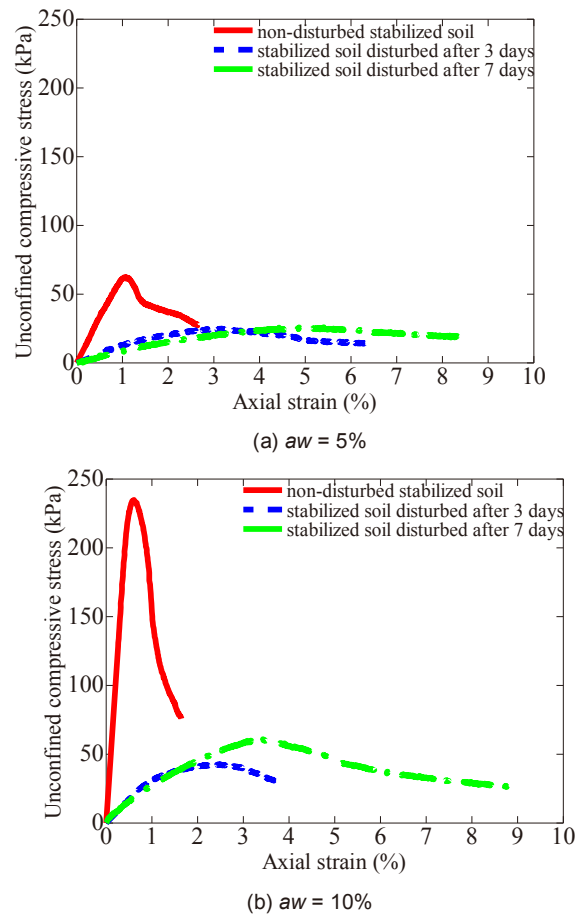 250
200
150
100
50
0
Unconfined compressive stress (kPa)
non-disturbed stabilized soil
stabilized soil disturbed after 3 days
stabilized soil disturbed after 7 days
0 1 2 3 4 5 6 7 8 9 10
Axial strain (%)
(a) aw = 5%
250
200
150
100
50
0
Unconfined compressive stress (kPa)
non-disturbed stabilized soil
stabilized soil disturbed after 3 days
stabilized soil disturbed after 7 days
0 1 2 3 4 5 6 7 8 9 10
Axial strain (%)
(b) aw = 10%